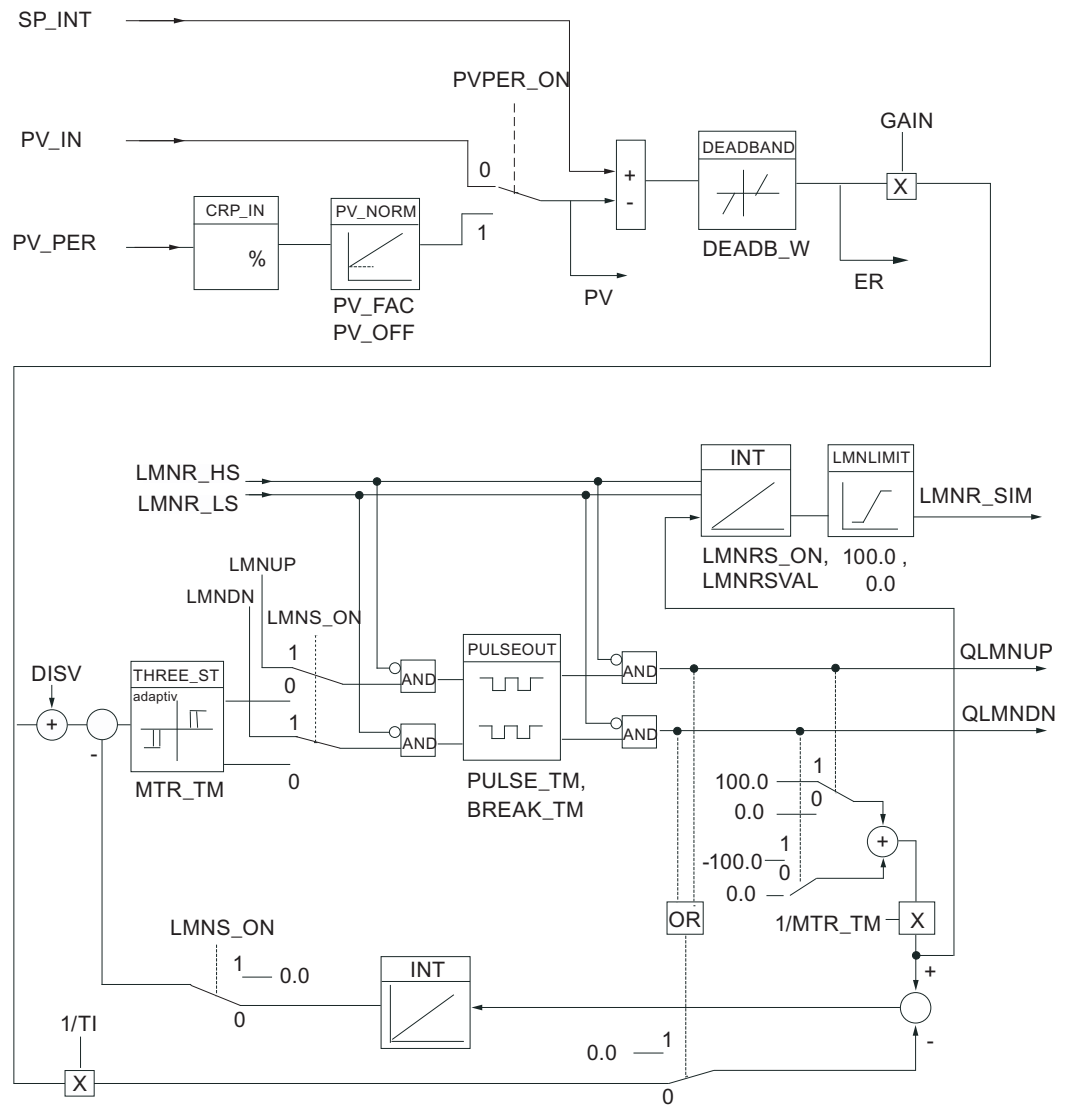 SP_INT
PVPER_ON
PV_IN
GAIN
0
DEADBAND
+
-
X
CRP_IN
PV_NORM
PV_PER
%
1
DEADB_W
ER
PV
PV_FAC
PV_OFF
LMNR_HS
LMNR_LS
INT
LMNLIMIT
LMNR_SIM
LMNRS_ON,
LMNRSVAL
100.0 ,
0.0
LMNUP
LMNDN
LMNS_ON
1
0
1
0
AND
AND
PULSEOUT
AND
AND
QLMNUP
QLMNDN
DISV
+
-
THREE_ST
adaptiv
MTR_TM
PULSE_TM,
BREAK_TM
100.0
1
0
0.0
-100.0
1
0
0.0
+
OR
1/MTR_TM
X
LMNS_ON
1
0.0
0
INT
+
-
1/TI
X
0.0
1
0